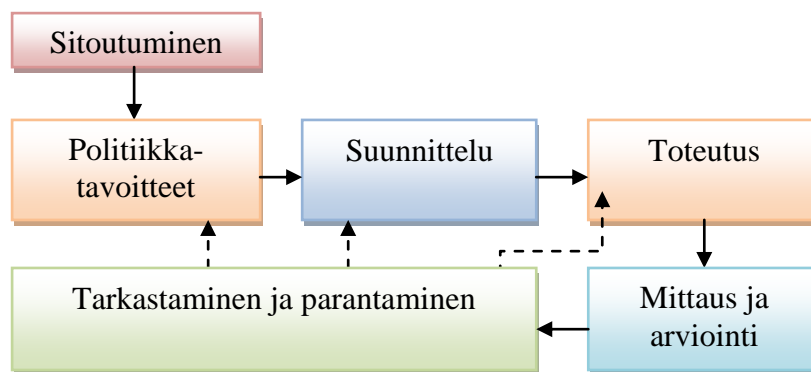 Sitoutuminen
Politiikka-
tavoitteet
Suunnittelu
Toteutus
Tarkastaminen ja parantaminen
Mittaus ja
arviointi